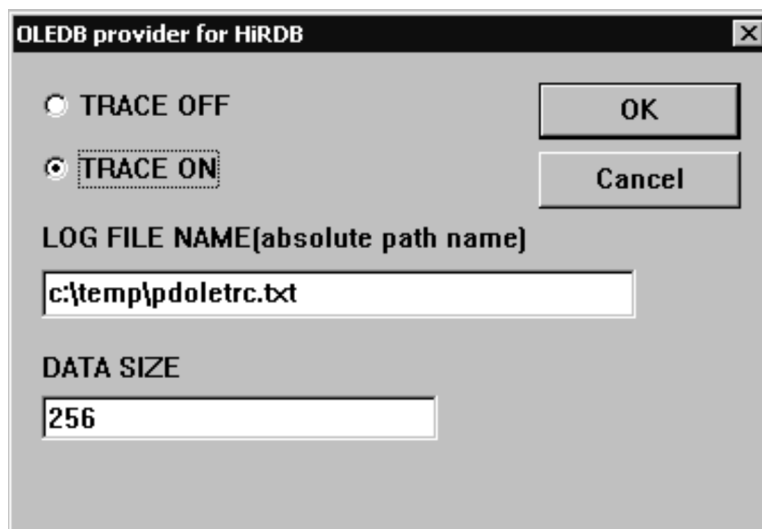 OLEDB provider for HiRDB
TRACE OFF
OK
TRACE ON
Cancel
LOG FILE NAME(absolute path name)
c:\temp\pdoletrc.txt
DATA SIZE
256